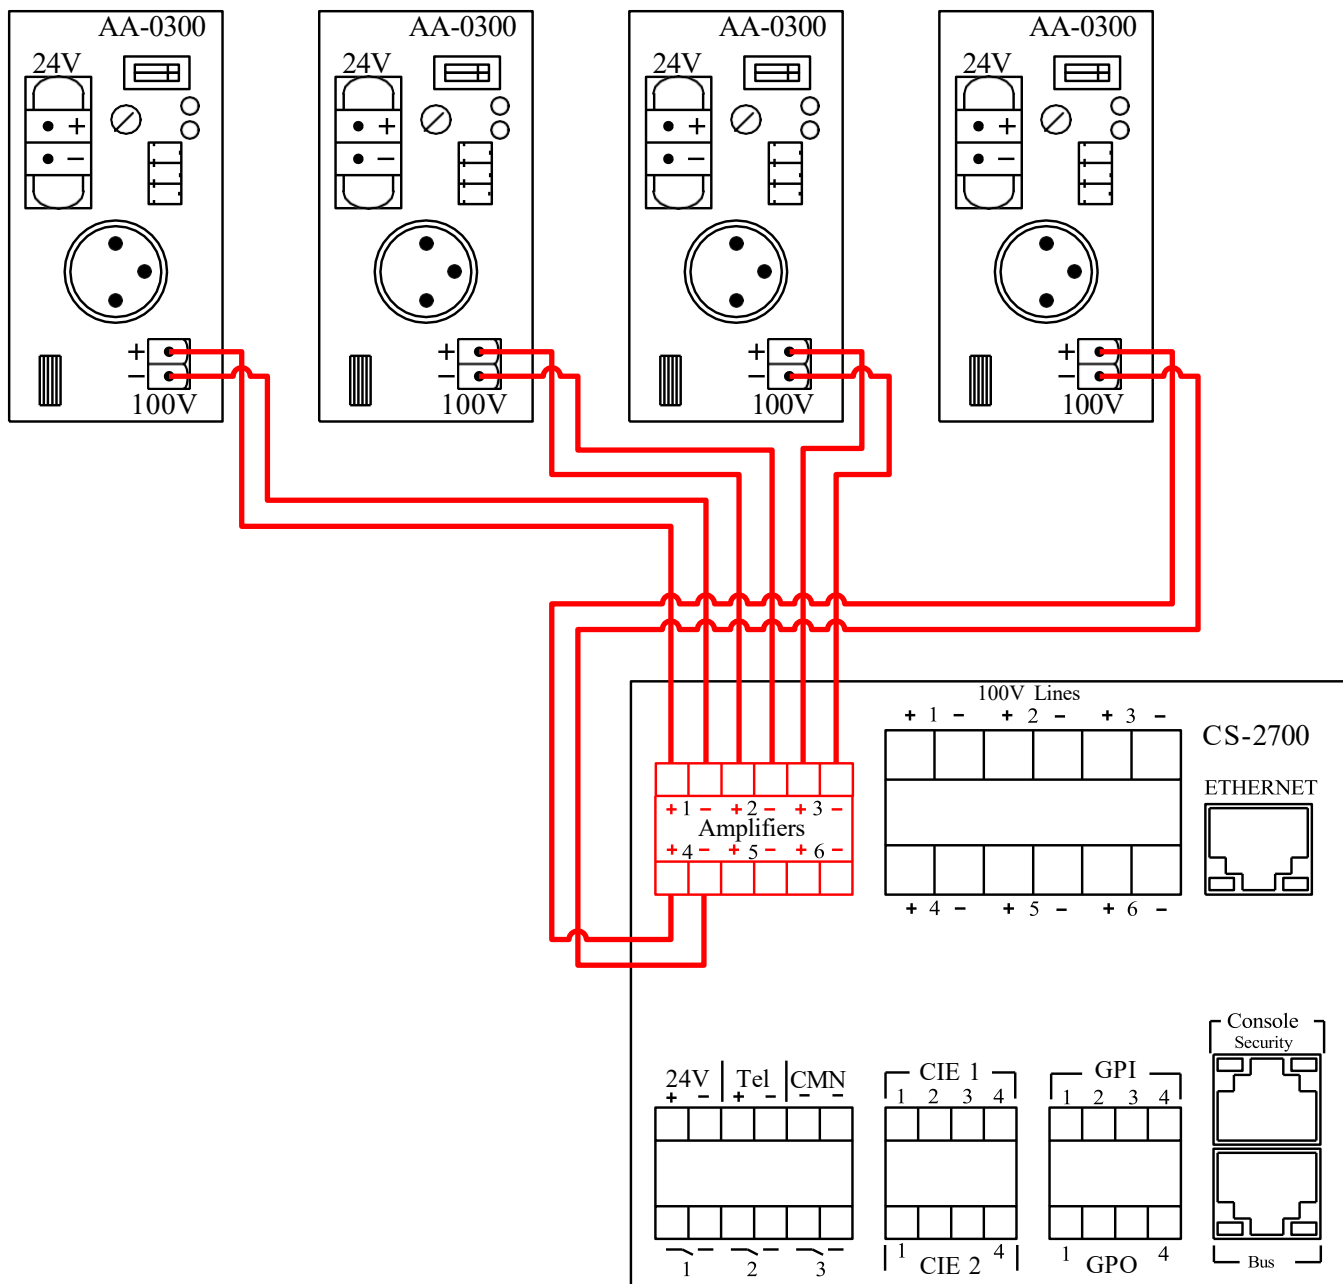 AA-0300 AA-0300 AA-0300 AA-0300
24V 24V 24V 24V
+ + + +
− − − −
+ + + +
− − − −
100V 100V 100V 100V
100V Lines
+ 1 − + 2 − + 3 −
CS-2700
ETHERNET
+ 1 − + 2 − + 3 −
Amplifiers
+ 4 − + 5 − + 6 −
+ 4 − + 5 − + 6 −
Console
Security
24V Tel CMN
+ − + − − −
CIE 1
1 2 3 4
GPI
1 2 3 4
1 2 3
1 4
CIE 2
1 4
GPO
Bus